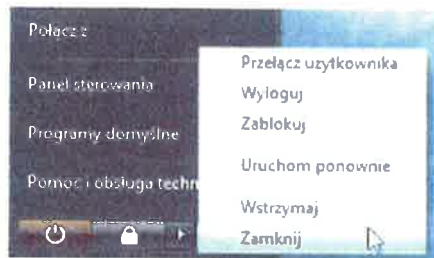 Połącz z
Panel sterowania
Programy domyślne
Pomoc i obsługa techn
Przełącz użytkownika
Wyloguj
Zablokuj
Uruchom ponownie
Wstrzymaj
Zamknij